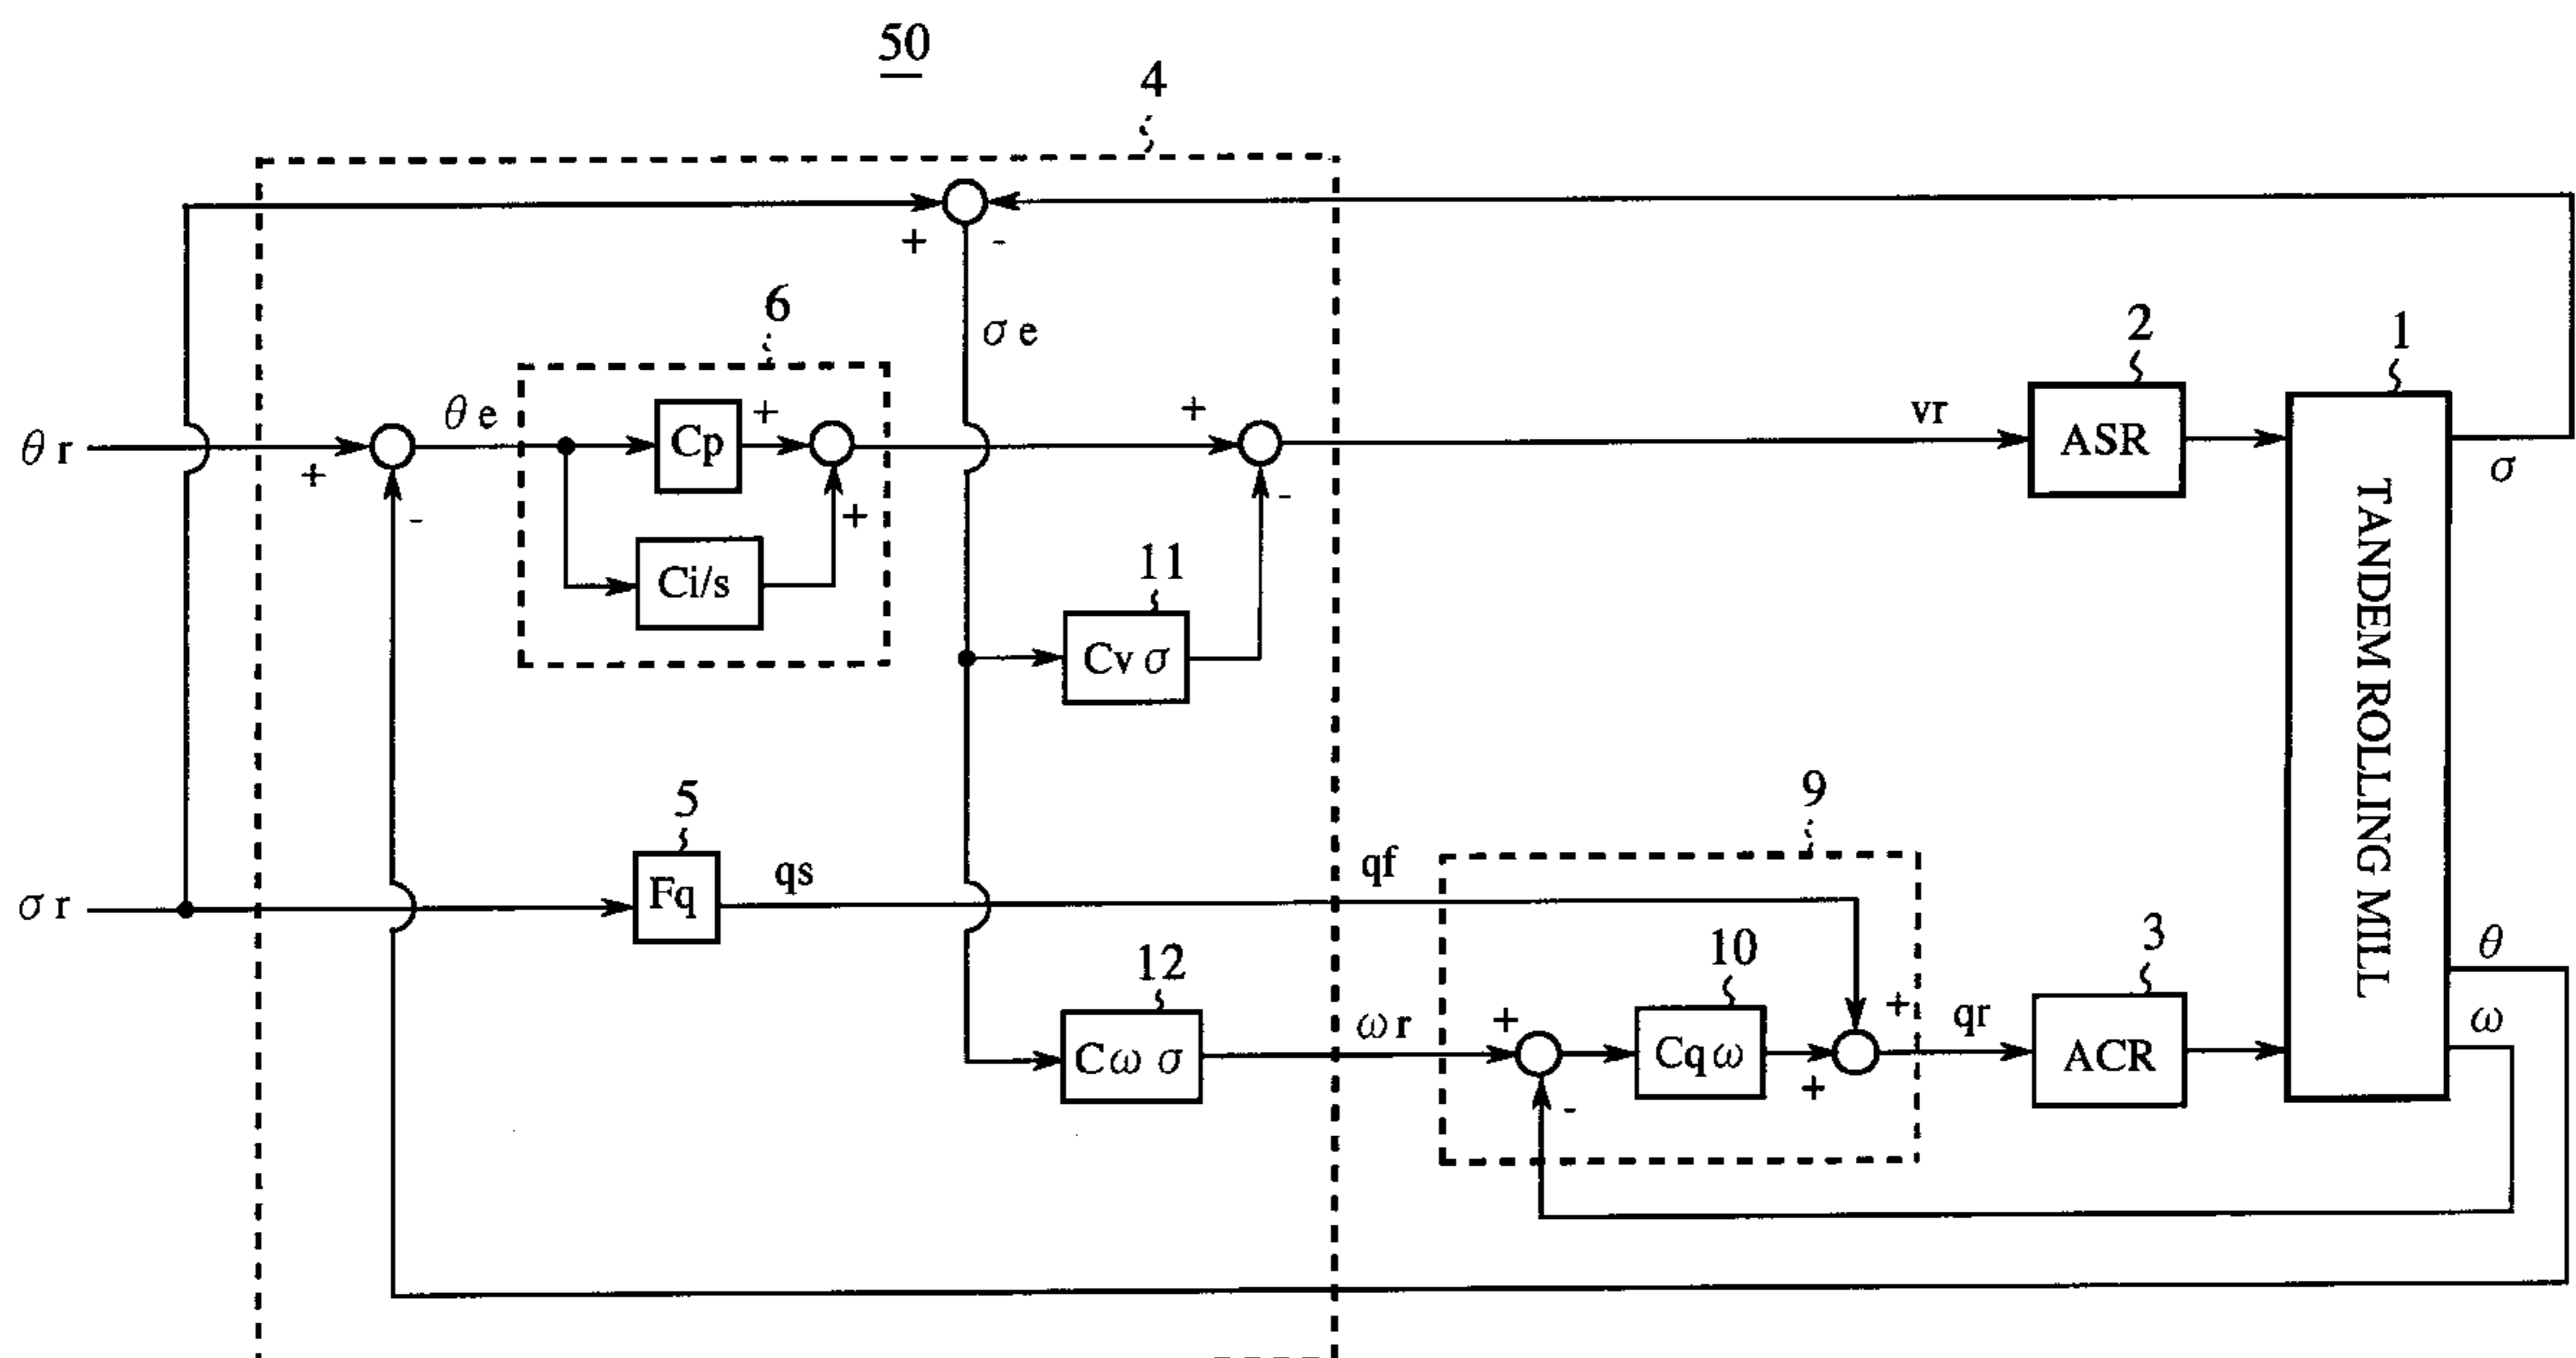 50
4
+ -
6
σ e
2
1
θ r
+
-
θ e
Cp
+
+
Ci/s
+
-
11
Cv σ
vr
ASR
TANDEM ROLLING MILL
σ
σ r
5
Fq
qs
qf
9
12
Cω σ
ω r
+
-
10
Cq ω
+
+
qr
3
ACR
θ
ω